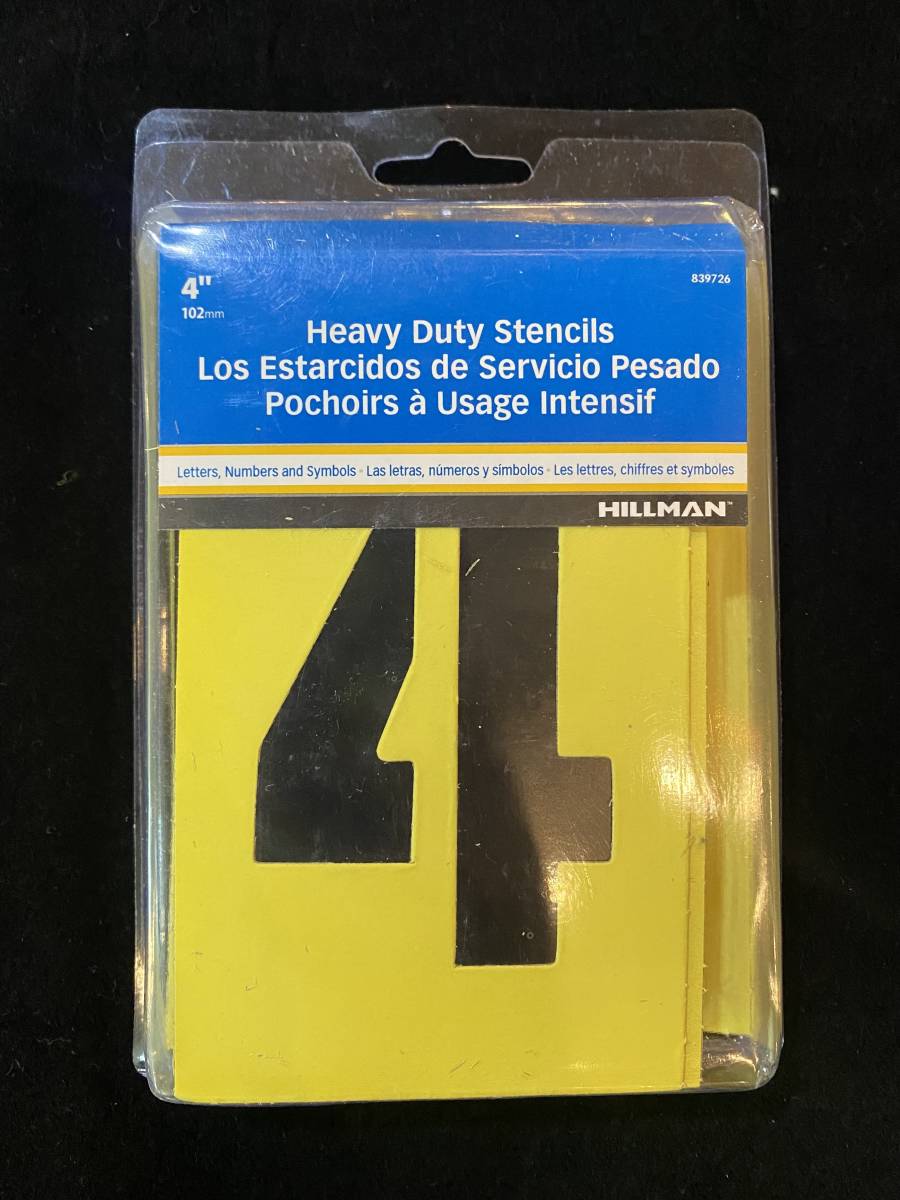 4"
102mm
839726
Heavy Duty Stencils
Los Estarcidos de Servicio Pesado
Pochoirs à Usage Intensif
Letters, Numbers and Symbols • Las letras, números y símbolos • Les lettres, chiffres et symboles
HILLMAN™
4